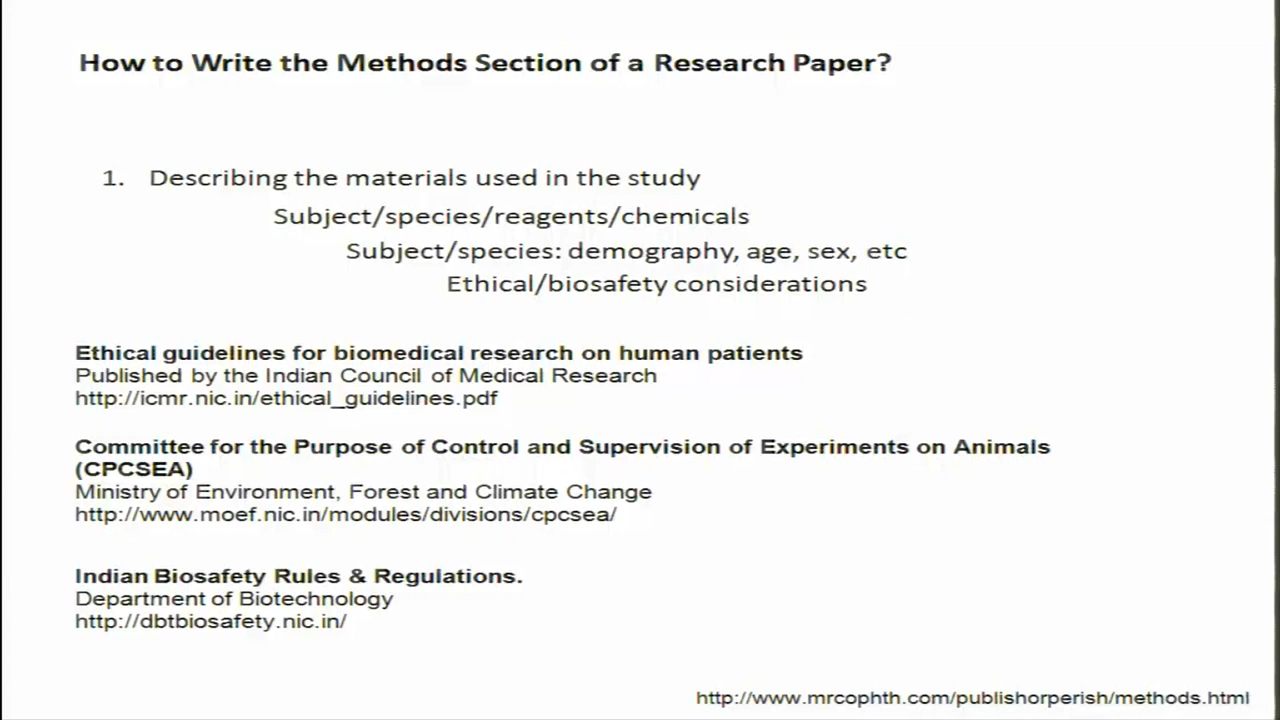 How to Write the Methods Section of a Research Paper?
1. Describing the materials used in the study
Subject/species/reagents/chemicals
Subject/species: demography, age, sex, etc
Ethical/biosafety considerations
Ethical guidelines for biomedical research on human patients
Published by the Indian Council of Medical Research
http://icmr.nic.in/ethical_guidelines.pdf
Committee for the Purpose of Control and Supervision of Experiments on Animals
(CPCSEA)
Ministry of Environment, Forest and Climate Change
http://www.moef.nic.in/modules/divisions/cpcsea/
Indian Biosafety Rules & Regulations.
Department of Biotechnology
http://dbtbiosafety.nic.in/
http://www.mrcophth.com/publishorperish/methods.html